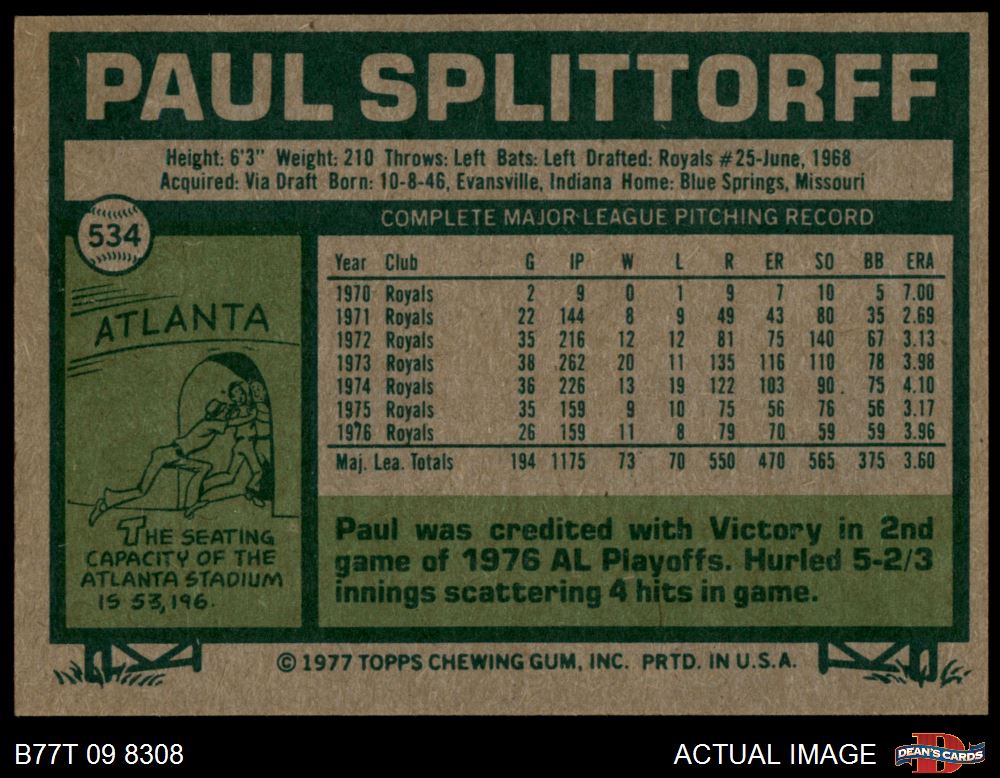 PAUL SPLITTORFF
Height: 6'3" Weight: 210 Throws: Left Bats: Left Drafted: Royals #25-June, 1968
Acquired: Via Draft Born: 10-8-46, Evansville, Indiana Home: Blue Springs, Missouri
534
COMPLETE MAJOR LEAGUE PITCHING RECORD
Year Club G IP W L R ER SO BB ERA
1970 Royals 2 9 0 1 9 7 10 5 7.00
1971 Royals 22 144 8 9 49 43 80 35 2.69
1972 Royals 35 216 12 12 81 75 140 67 3.13
1973 Royals 38 262 20 11 135 116 110 78 3.98
1974 Royals 36 226 13 19 122 103 90 75 4.10
1975 Royals 35 159 9 10 75 56 76 56 3.17
1976 Royals 26 159 11 8 79 70 59 59 3.96
Maj. Lea. Totals 194 1175 73 70 550 470 565 375 3.60
ATLANTA
THE SEATING
CAPACITY OF THE
ATLANTA STADIUM
IS 53,196.
Paul was credited with Victory in 2nd
game of 1976 AL Playoffs. Hurled 5-2/3
innings scattering 4 hits in game.
© 1977 TOPPS CHEWING GUM, INC. PRTD. IN U.S.A.
B77T 09 8308
ACTUAL IMAGE
D
DEAN'S CARDS